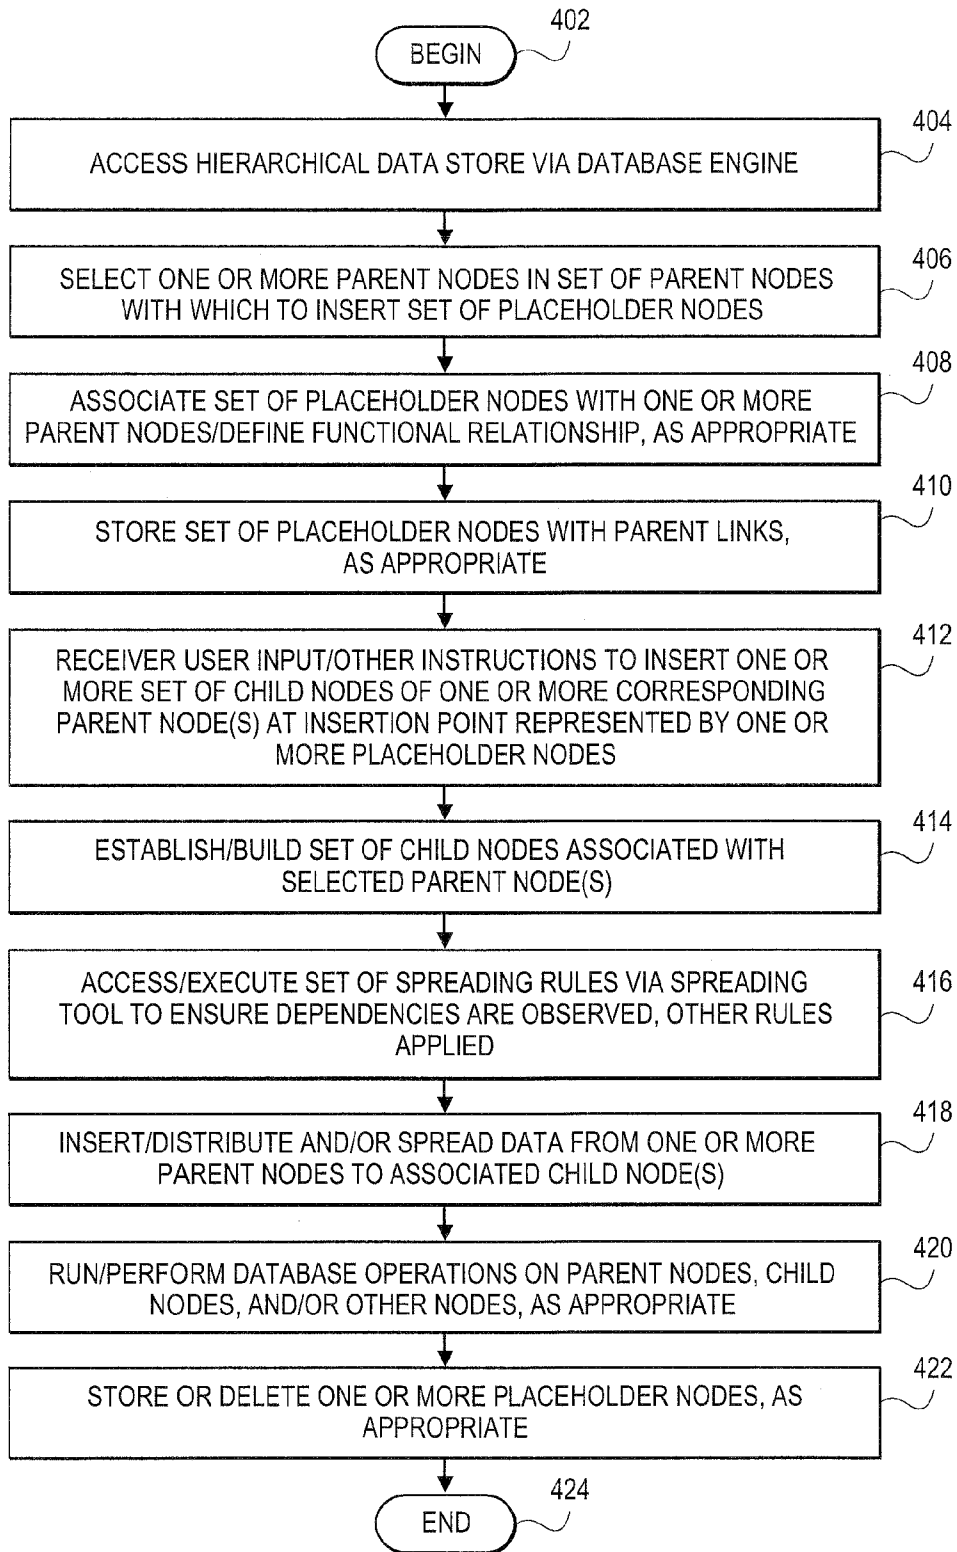 402
BEGIN
404
ACCESS HIERARCHICAL DATA STORE VIA DATABASE ENGINE
406
SELECT ONE OR MORE PARENT NODES IN SET OF PARENT NODES
WITH WHICH TO INSERT SET OF PLACEHOLDER NODES
408
ASSOCIATE SET OF PLACEHOLDER NODES WITH ONE OR MORE
PARENT NODES/DEFINE FUNCTIONAL RELATIONSHIP, AS APPROPRIATE
410
STORE SET OF PLACEHOLDER NODES WITH PARENT LINKS,
AS APPROPRIATE
412
RECEIVER USER INPUT/OTHER INSTRUCTIONS TO INSERT ONE OR
MORE SET OF CHILD NODES OF ONE OR MORE CORRESPONDING
PARENT NODE(S) AT INSERTION POINT REPRESENTED BY ONE OR
MORE PLACEHOLDER NODES
414
ESTABLISH/BUILD SET OF CHILD NODES ASSOCIATED WITH
SELECTED PARENT NODE(S)
416
ACCESS/EXECUTE SET OF SPREADING RULES VIA SPREADING
TOOL TO ENSURE DEPENDENCIES ARE OBSERVED, OTHER RULES
APPLIED
418
INSERT/DISTRIBUTE AND/OR SPREAD DATA FROM ONE OR MORE
PARENT NODES TO ASSOCIATED CHILD NODE(S)
420
RUN/PERFORM DATABASE OPERATIONS ON PARENT NODES, CHILD
NODES, AND/OR OTHER NODES, AS APPROPRIATE
422
STORE OR DELETE ONE OR MORE PLACEHOLDER NODES, AS
APPROPRIATE
424
END